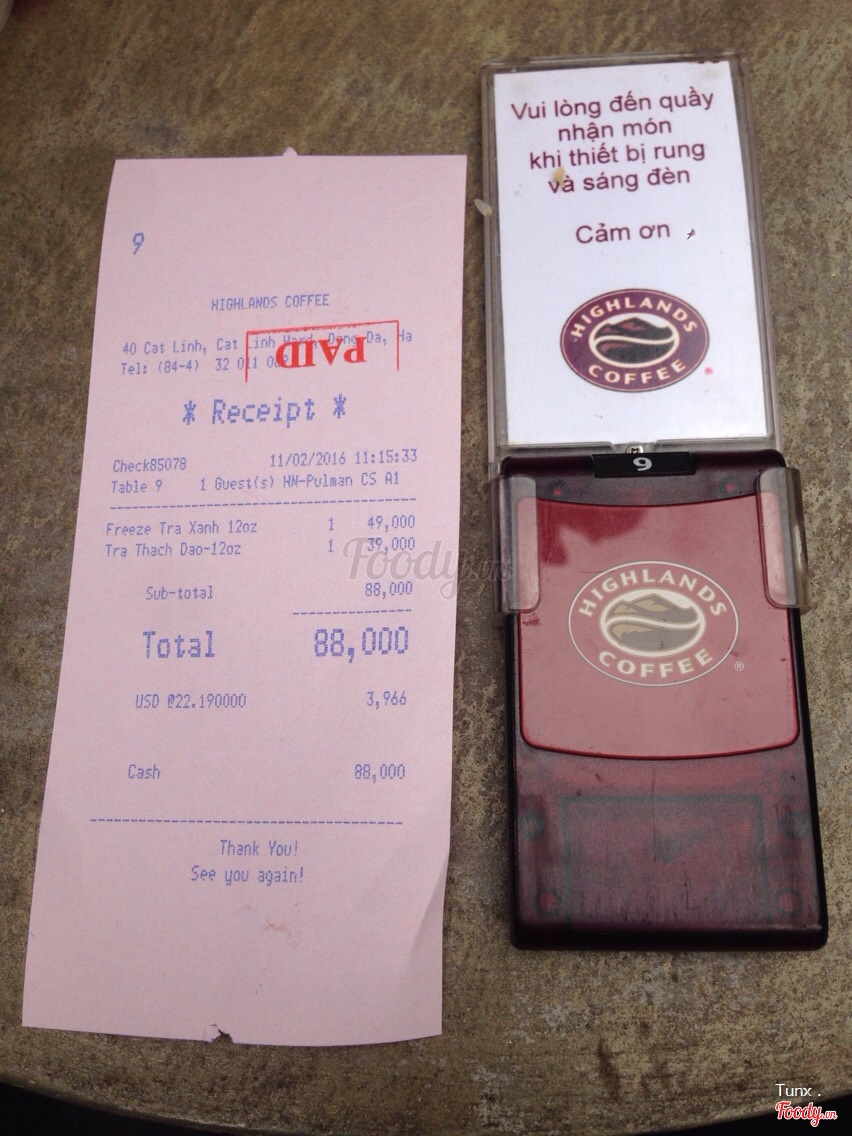 9
HIGHLANDS COFFEE
40 Cat Linh, Cat Linh Ward, Dong Da, Ha
Tel: (84-4) 32 011
PAID
* Receipt *
Check85078 11/02/2016 11:15:33
Table 9 1 Guest(s) HN-Pulman CS A1
Freeze Tra Xanh 12oz 1 49,000
Tra Thach Dao-12oz 1 39,000
Sub-total 88,000
Total 88,000
USD @22.190000 3,966
Cash 88,000
Thank You!
See you again!
Vui lòng đến quầy
nhận món
khi thiết bị rung
và sáng đèn
Cảm ơn
HIGHLANDS
COFFEE
9
HIGHLANDS
COFFEE
®
Foody.vn
Tunx .
Foody.vn